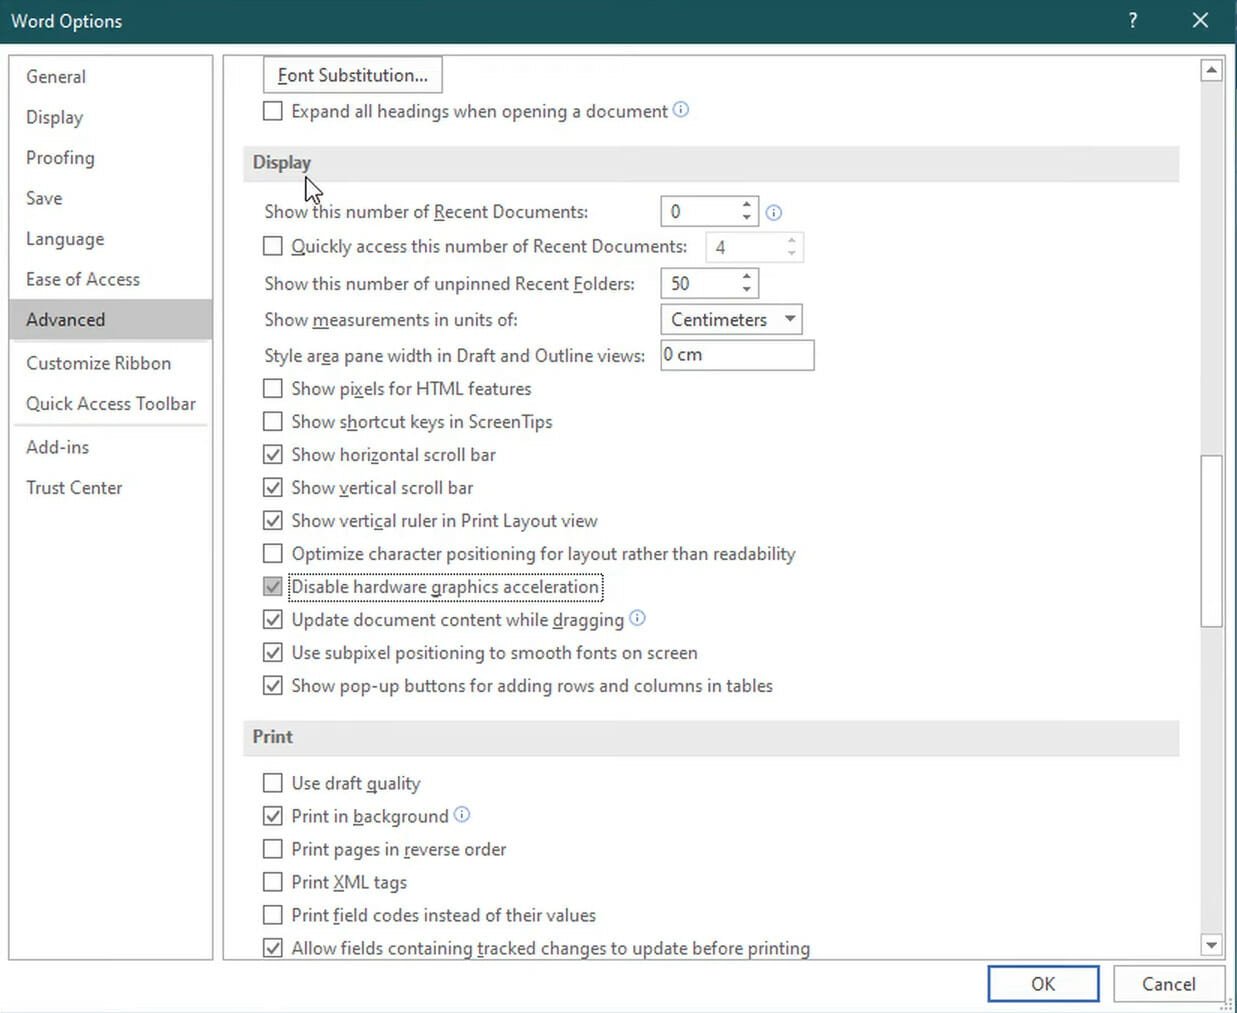 Word Options ?
General
Display
Proofing
Save
Language
Ease of Access
Advanced
Customize Ribbon
Quick Access Toolbar
Add-ins
Trust Center
Font Substitution...
Expand all headings when opening a document
Display
Show this number of Recent Documents: 0
Quickly access this number of Recent Documents: 4
Show this number of unpinned Recent Folders: 50
Show measurements in units of: Centimeters
Style area pane width in Draft and Outline views: 0 cm
Show pixels for HTML features
Show shortcut keys in ScreenTips
Show horizontal scroll bar
Show vertical scroll bar
Show vertical ruler in Print Layout view
Optimize character positioning for layout rather than readability
Disable hardware graphics acceleration
Update document content while dragging
Use subpixel positioning to smooth fonts on screen
Show pop-up buttons for adding rows and columns in tables
Print
Use draft quality
Print in background
Print pages in reverse order
Print XML tags
Print field codes instead of their values
Allow fields containing tracked changes to update before printing
OK Cancel